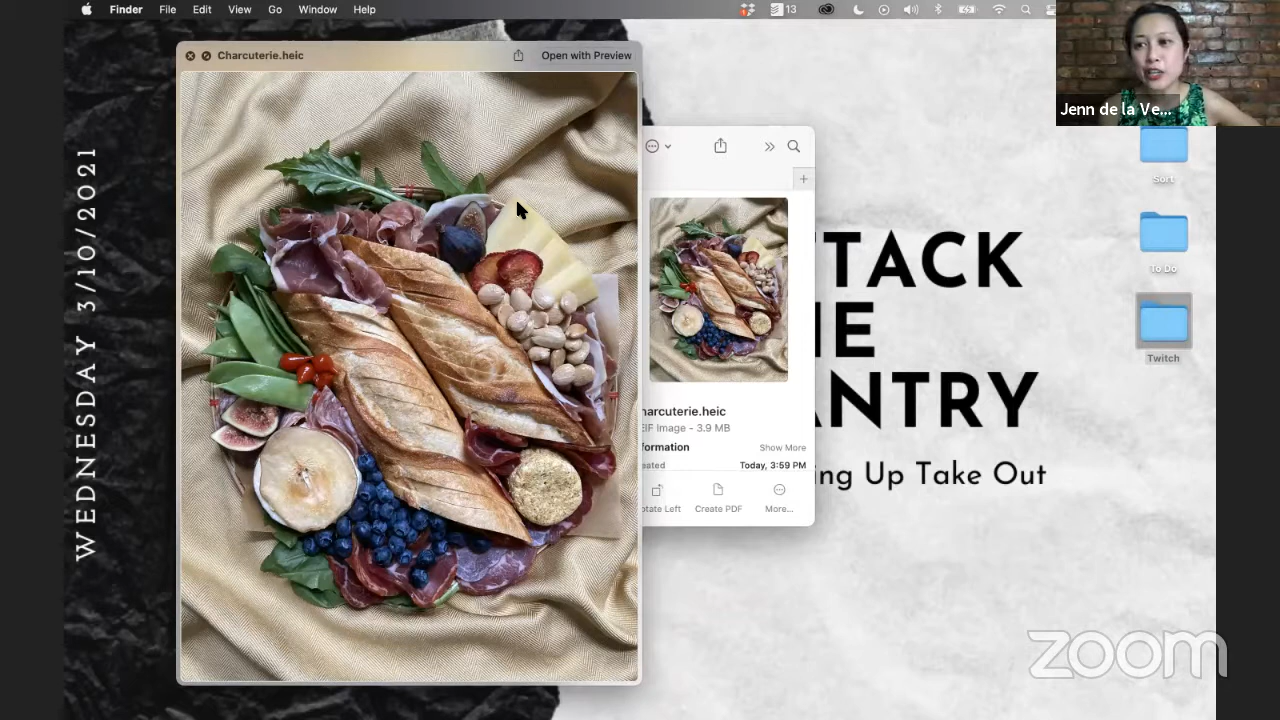 Finder File Edit View Go Window Help
13
Charcuterie.heic
Open with Preview
Jenn de la Ve...
Sort
To Do
Twitch
WEDNESDAY 3/10/2021
TACK
ANTRY
ing Up Take Out
harcuterie.heic
EIF Image - 3.9 MB
formation
Show More
eated
Today, 3:59 PM
otate Left
Create PDF
More...
zoom